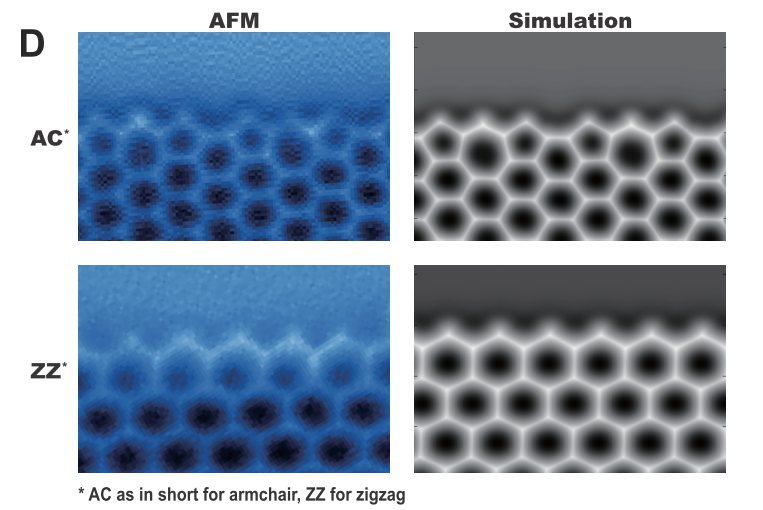 D
AFM
Simulation
AC*
ZZ*
* AC as in short for armchair, ZZ for zigzag